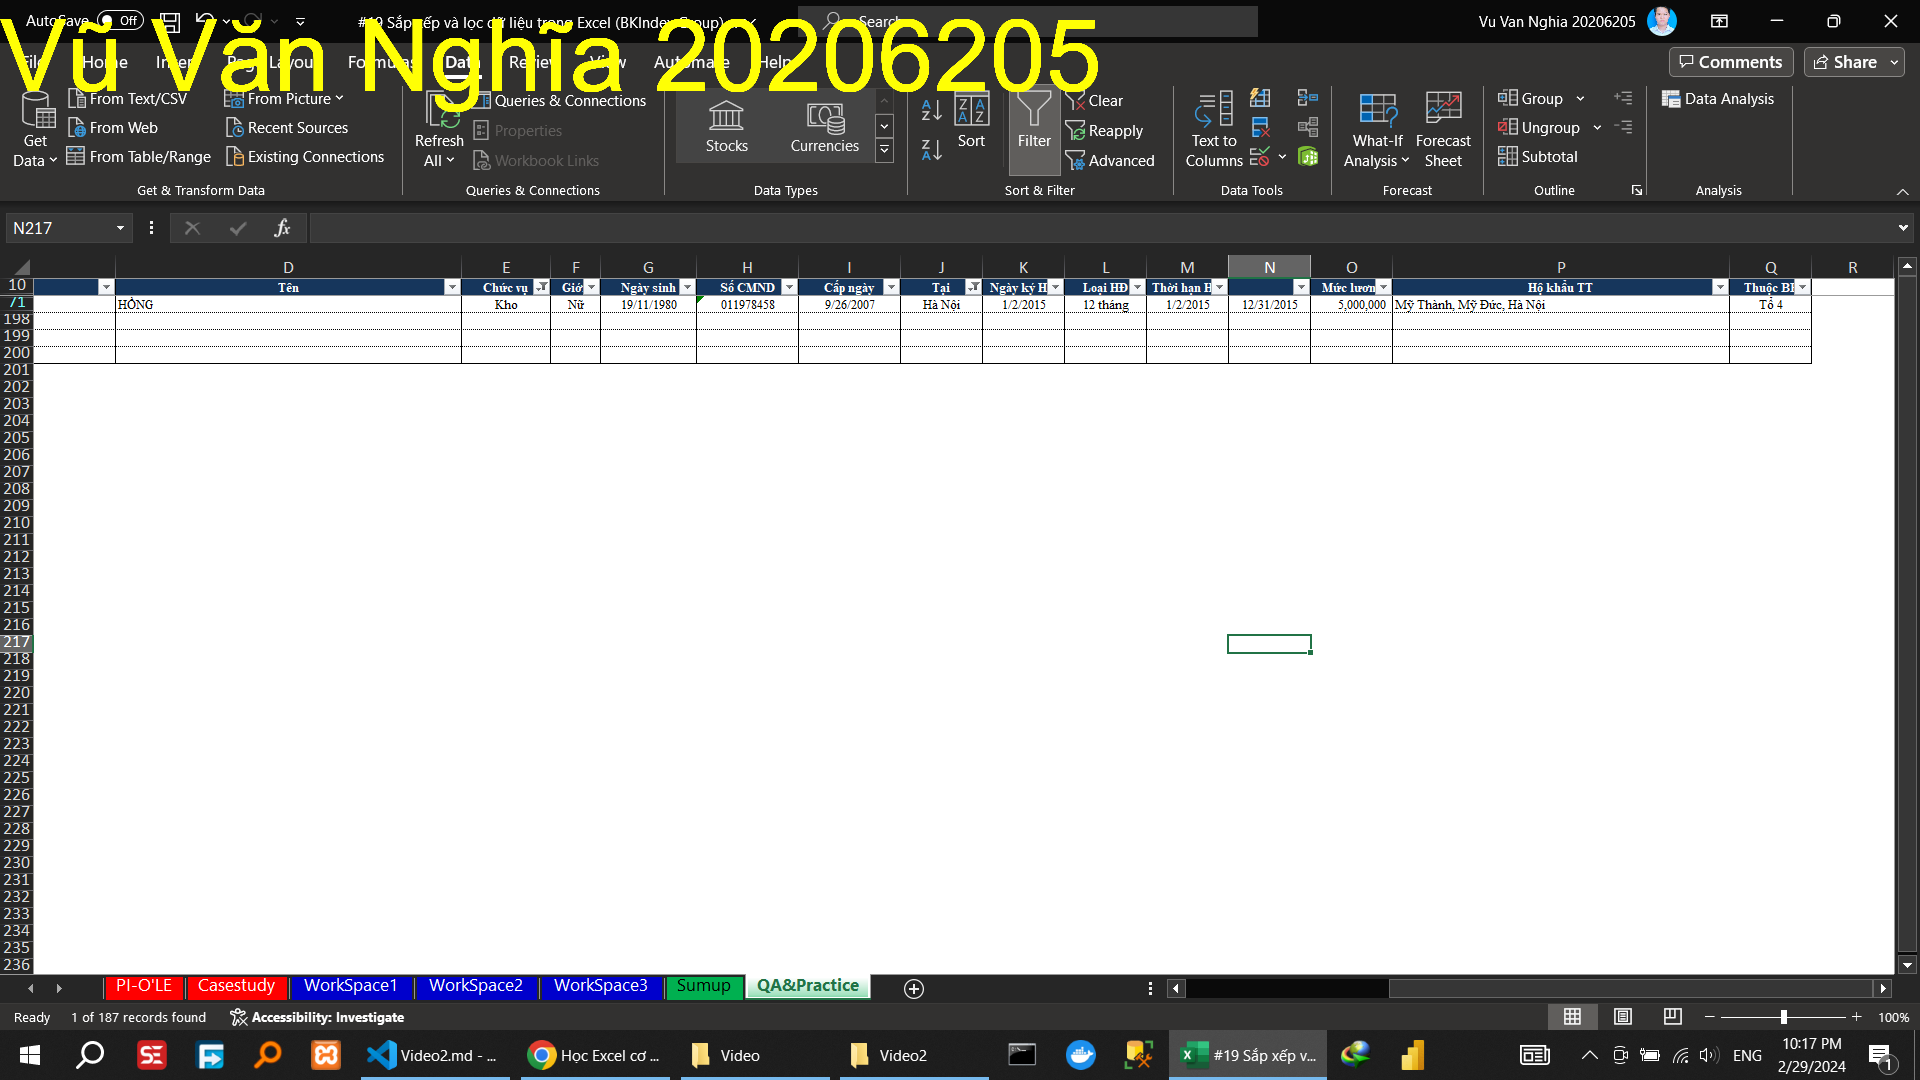 AutoSave Off #19 Sắp xếp và lọc dữ liệu trong Excel (BKIndex Group) Search Vu Van Nghia 20206205
Vũ Văn Nghĩa 20206205
File Home Insert Page Layout Formulas Data Review View Automate Help Comments Share
From Text/CSV From Picture Queries & Connections Clear Group Data Analysis
From Web Recent Sources Properties Reapply Ungroup
Get Data From Table/Range Existing Connections Refresh All Workbook Links Stocks Currencies Sort Filter Advanced Text to Columns What-If Analysis Forecast Sheet Subtotal
Get & Transform Data Queries & Connections Data Types Sort & Filter Data Tools Forecast Outline Analysis
N217 fx
D E F G H I J K L M N O P Q R
10 Tên Chức vụ Giớ Ngày sinh Số CMND Cấp ngày Tại Ngày ký H Loại HĐ Thời hạn H Mức lươn Hộ khẩu TT Thuộc B
71 HỒNG Kho Nữ 19/11/1980 011978458 9/26/2007 Hà Nội 1/2/2015 12 tháng 1/2/2015 12/31/2015 5,000,000 Mỹ Thành, Mỹ Đức, Hà Nội Tổ 4
198
199
200
201
202
203
204
205
206
207
208
209
210
211
212
213
214
215
216
217
218
219
220
221
222
223
224
225
226
227
228
229
230
231
232
233
234
235
236
PI-O'LE Casestudy WorkSpace1 WorkSpace2 WorkSpace3 Sumup QA&Practice
Ready 1 of 187 records found Accessibility: Investigate 100%
Video2.md - ... Học Excel cơ ... Video Video2 #19 Sắp xếp v... ENG 10:17 PM
2/29/2024 1